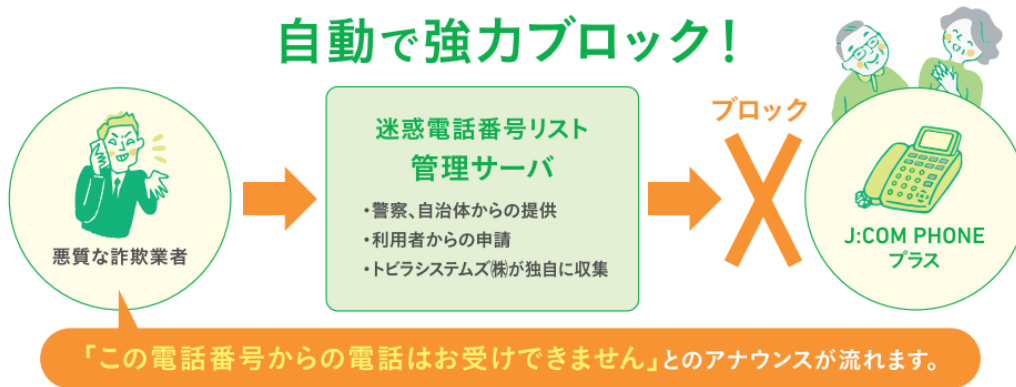 自動で強力ブロック!
悪質な詐欺業者
迷惑電話番号リスト
管理サーバ
・警察、自治体からの提供
・利用者からの申請
・トビラシステムズ㈱が独自に収集
ブロック
J:COM PHONE
プラス
「この電話番号からの電話はお受けできません」とのアナウンスが流れます。